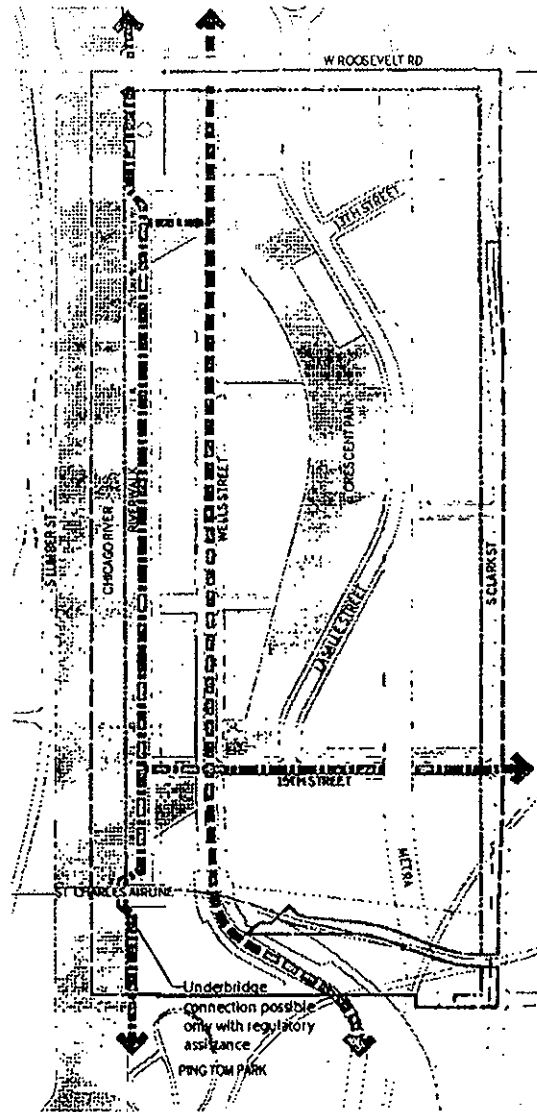 W ROOSEVELT RD
13TH STREET
CRESCENT PARK
S LUMBER ST
CHICAGO RIVER
RIVERWALK
WELLS STREET
S CLARK ST
LASALLE STREET
15TH STREET
METRA
ST CHARLES AIRLINE
Underbridge
connection possible
only with regulatory
assistance
PING TOM PARK